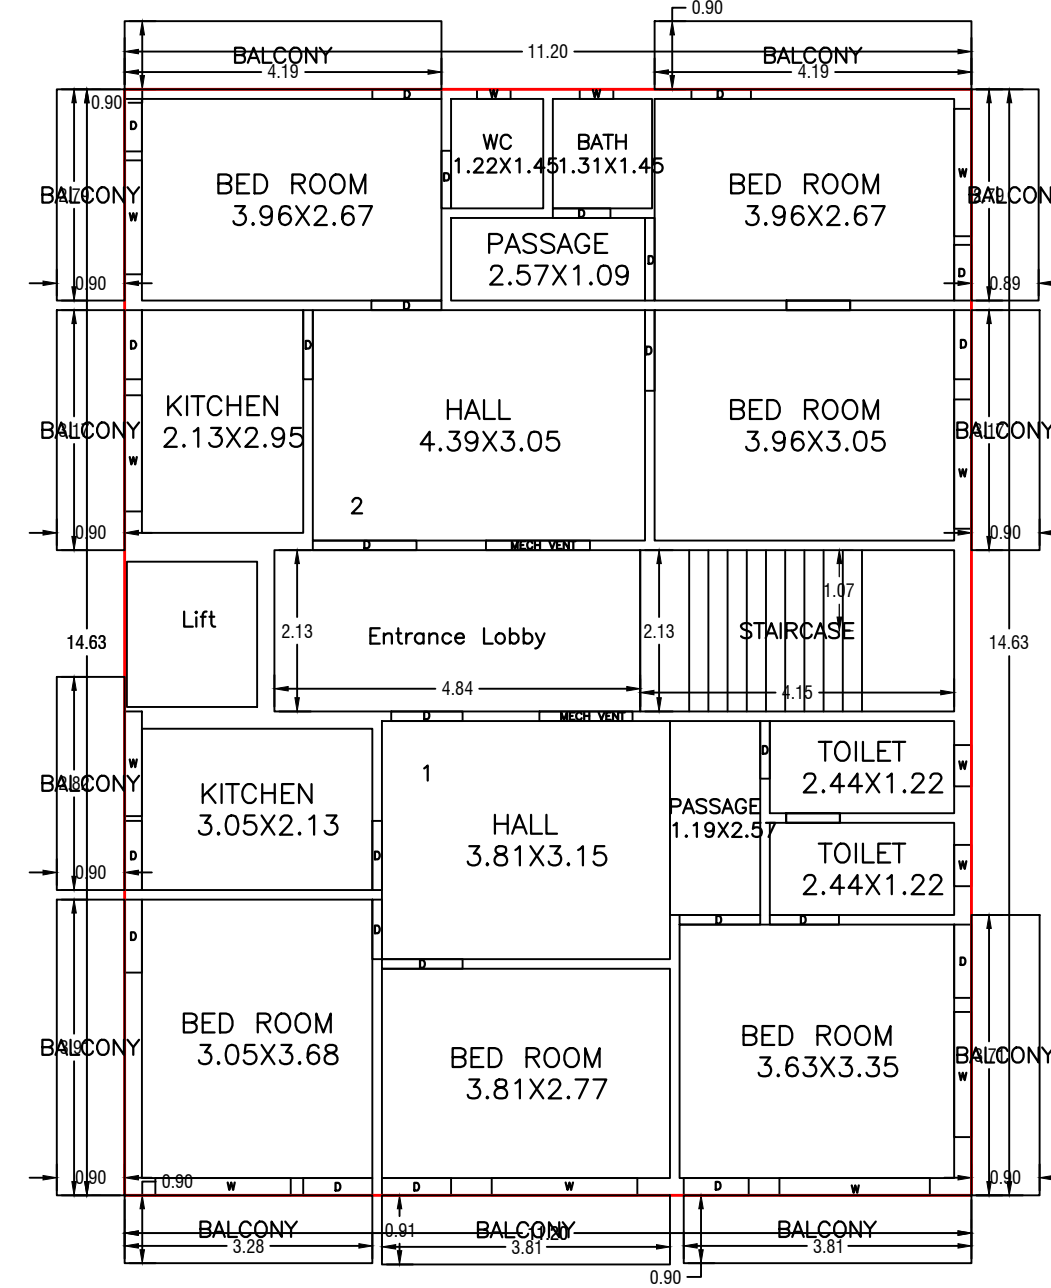 0.90
BALCONY
11.20
BALCONY
4.19
4.19
D
W
W
D
0.90
D
WC
1.22X1.45
BATH
1.31X1.45
W
BED ROOM
3.96X2.67
D
BED ROOM
3.96X2.67
BALCONY
BALCON
W
D
PASSAGE
2.57X1.09
D
D
0.90
0.89
D
D
D
D
D
KITCHEN
2.13X2.95
HALL
4.39X3.05
BED ROOM
3.96X3.05
BALCONY
3.17
BALCONY
3.17
W
W
2
0.90
0.90
D
MECH VENT
1.07
Lift
2.13
Entrance Lobby
2.13
STAIRCASE
14.63
14.63
4.84
4.15
D
MECH VENT
W
D
TOILET
2.44X1.22
W
1
BALCONY
KITCHEN
3.05X2.13
PASSAGE
1.19X2.57
HALL
3.81X3.15
D
D
TOILET
2.44X1.22
W
0.90
D
D
D
D
D
D
BED ROOM
3.05X3.68
BED ROOM
3.81X2.77
BED ROOM
3.63X3.35
BALCONY
BALCONY
W
0.90
0.90
0.90
W
D
D
W
D
W
BALCONY
0.91
BALCONY
11.20
BALCONY
3.28
3.81
3.81
0.90